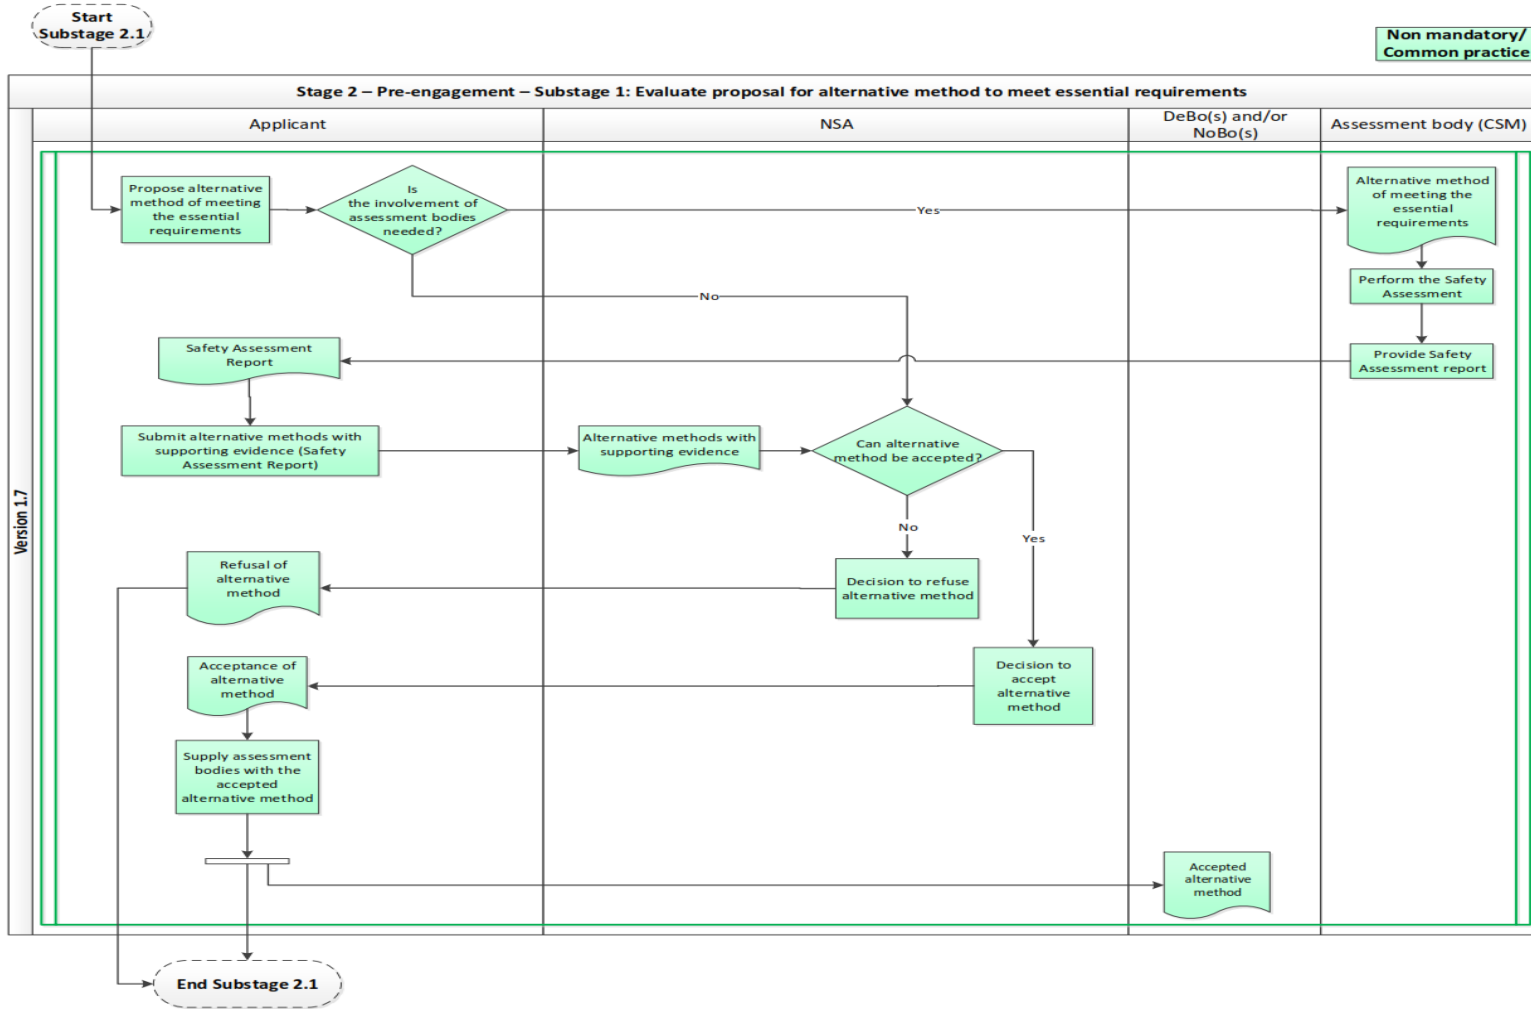 Start
Substage 2.1
Non mandatory/
Common practice
Stage 2 – Pre-engagement – Substage 1: Evaluate proposal for alternative method to meet essential requirements
Version 1.7
Applicant
NSA
DeBo(s) and/or
NoBo(s)
Assessment body (CSM)
Propose alternative
method of meeting
the essential
requirements
Is
the involvement of
assessment bodies
needed?
Yes
Alternative method
of meeting the
essential
requirements
Perform the Safety
Assessment
No
Safety Assessment
Report
Provide Safety
Assessment report
Submit alternative methods with
supporting evidence (Safety
Assessment Report)
Alternative methods with
supporting evidence
Can alternative
method be accepted?
No
Yes
Refusal of
alternative
method
Decision to refuse
alternative method
Acceptance of
alternative
method
Decision to
accept
alternative
method
Supply assessment
bodies with the
accepted
alternative method
Accepted
alternative
method
End Substage 2.1